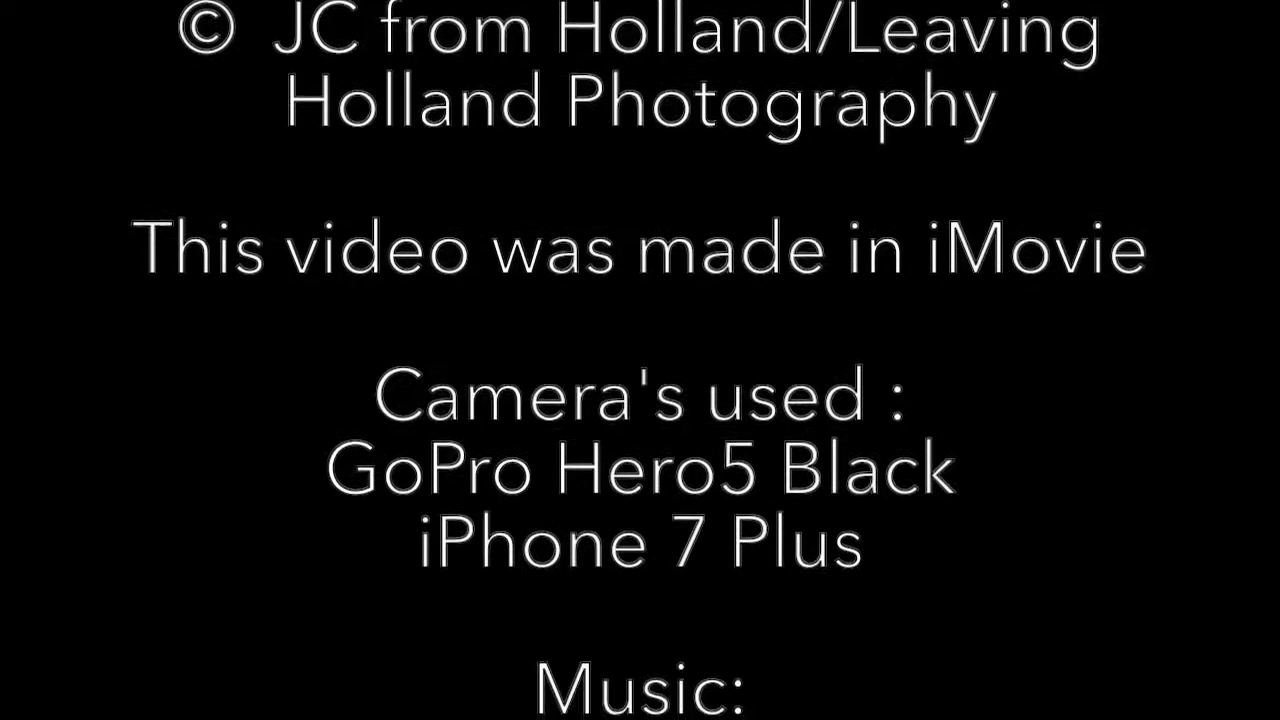 © JC from Holland/Leaving
Holland Photography
This video was made in iMovie
Camera's used :
GoPro Hero5 Black
iPhone 7 Plus
Music: